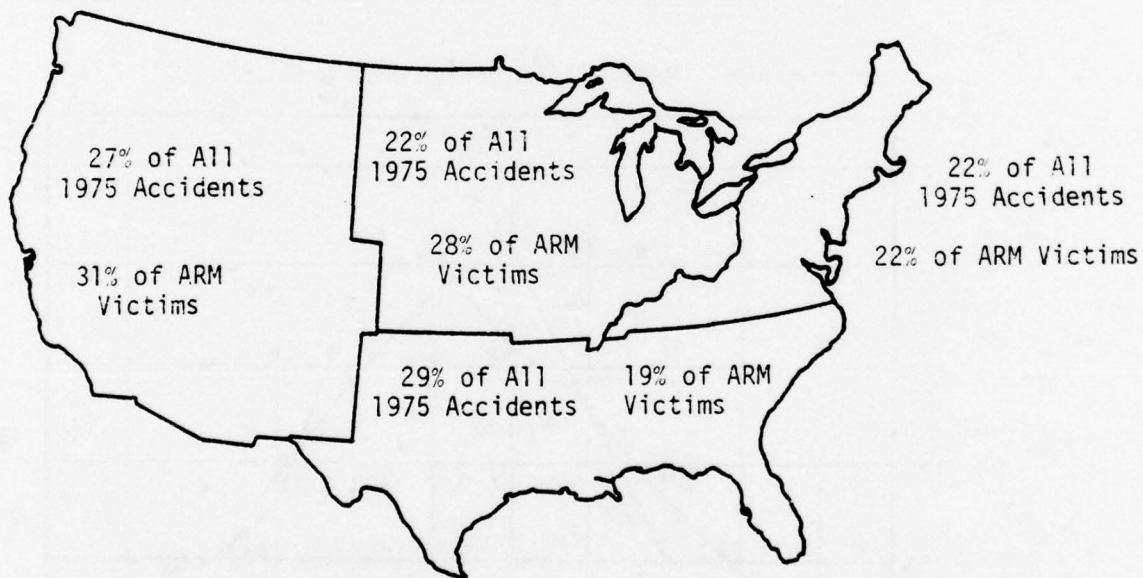 27% of All
1975 Accidents
31% of ARM
Victims
22% of All
1975 Accidents
28% of ARM
Victims
22% of All
1975 Accidents
22% of ARM Victims
29% of All
1975 Accidents
19% of ARM
Victims